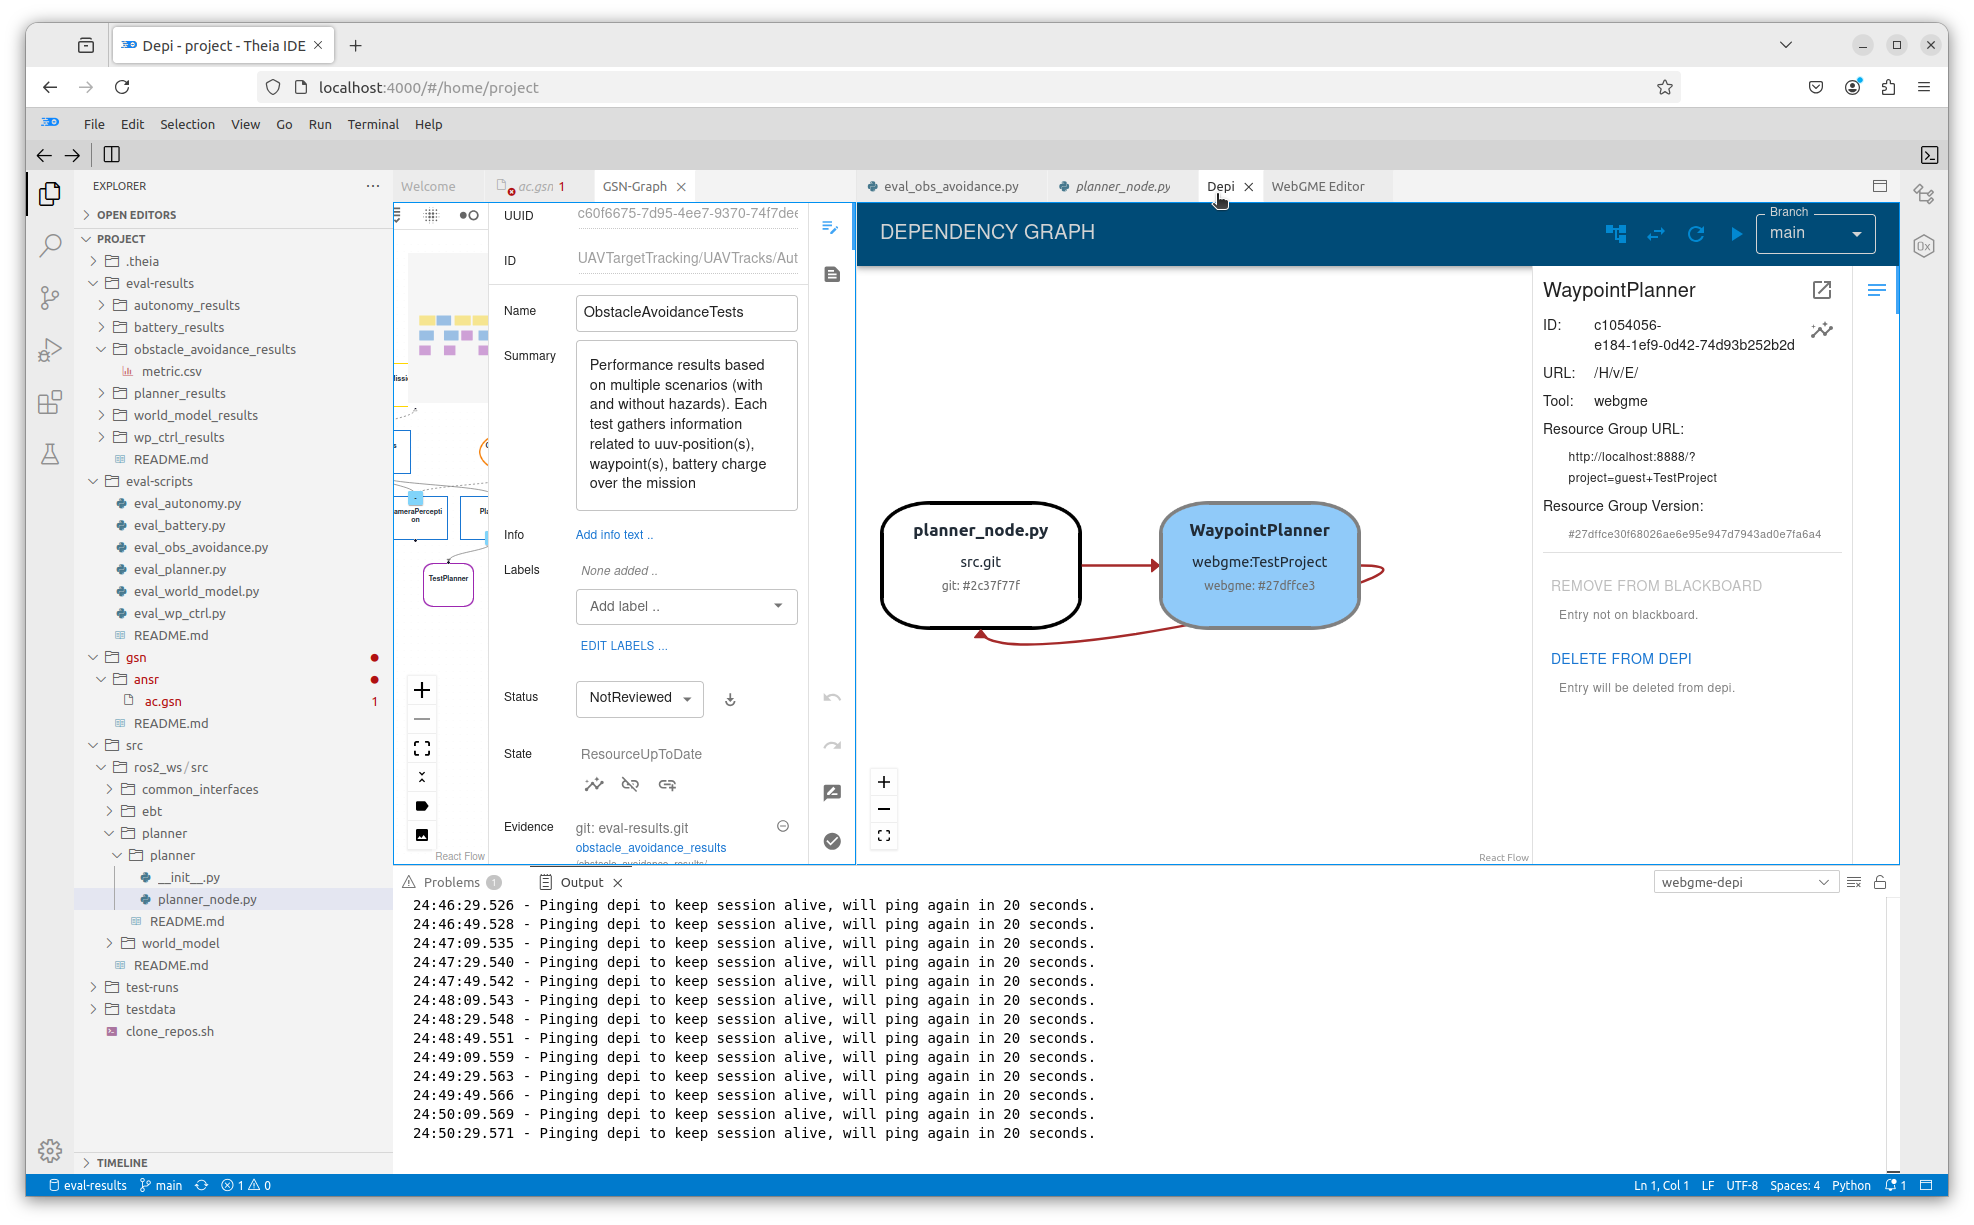 Depi - project - Theia IDE
localhost:4000/#/home/project
File Edit Selection View Go Run Terminal Help
EXPLORER
OPEN EDITORS
PROJECT
.theia
eval-results
autonomy_results
battery_results
obstacle_avoidance_results
metric.csv
planner_results
world_model_results
wp_ctrl_results
README.md
eval-scripts
eval_autonomy.py
eval_battery.py
eval_obs_avoidance.py
eval_planner.py
eval_world_model.py
eval_wp_ctrl.py
README.md
gsn
ansr
ac.gsn 1
README.md
src
ros2_ws/src
common_interfaces
ebt
planner
planner
__init__.py
planner_node.py
README.md
world_model
README.md
test-runs
testdata
clone_repos.sh
TIMELINE
Welcome ac.gsn 1 GSN-Graph
UUID c60f6675-7d95-4ee7-9370-74f7dee
ID UAVTargetTracking/UAVTracks/Aut
Name ObstacleAvoidanceTests
Summary Performance results based
on multiple scenarios (with
and without hazards). Each
test gathers information
related to uuv-position(s),
waypoint(s), battery charge
over the mission
Info Add info text ..
Labels None added ..
Add label ..
EDIT LABELS ...
Status NotReviewed
State ResourceUpToDate
Evidence git: eval-results.git
obstacle_avoidance_results
/obstacle_avoidance_results/
ameraPercepti
on
Pl
TestPlanner
React Flow
eval_obs_avoidance.py planner_node.py Depi WebGME Editor
DEPENDENCY GRAPH
Branch
main
planner_node.py
src.git
git: #2c37f77f
WaypointPlanner
webgme:TestProject
webgme: #27dffce3
React Flow
WaypointPlanner
ID: c1054056-
e184-1ef9-0d42-74d93b252b2d
URL: /H/v/E/
Tool: webgme
Resource Group URL:
http://localhost:8888/?
project=guest+TestProject
Resource Group Version:
#27dffce30f68026ae6e95e947d7943ad0e7fa6a4
REMOVE FROM BLACKBOARD
Entry not on blackboard.
DELETE FROM DEPI
Entry will be deleted from depi.
Problems 1 Output
webgme-depi
24:46:29.526 - Pinging depi to keep session alive, will ping again in 20 seconds.
24:46:49.528 - Pinging depi to keep session alive, will ping again in 20 seconds.
24:47:09.535 - Pinging depi to keep session alive, will ping again in 20 seconds.
24:47:29.540 - Pinging depi to keep session alive, will ping again in 20 seconds.
24:47:49.542 - Pinging depi to keep session alive, will ping again in 20 seconds.
24:48:09.543 - Pinging depi to keep session alive, will ping again in 20 seconds.
24:48:29.548 - Pinging depi to keep session alive, will ping again in 20 seconds.
24:48:49.551 - Pinging depi to keep session alive, will ping again in 20 seconds.
24:49:09.559 - Pinging depi to keep session alive, will ping again in 20 seconds.
24:49:29.563 - Pinging depi to keep session alive, will ping again in 20 seconds.
24:49:49.566 - Pinging depi to keep session alive, will ping again in 20 seconds.
24:50:09.569 - Pinging depi to keep session alive, will ping again in 20 seconds.
24:50:29.571 - Pinging depi to keep session alive, will ping again in 20 seconds.
eval-results main 1 0
Ln 1, Col 1 LF UTF-8 Spaces: 4 Python 1